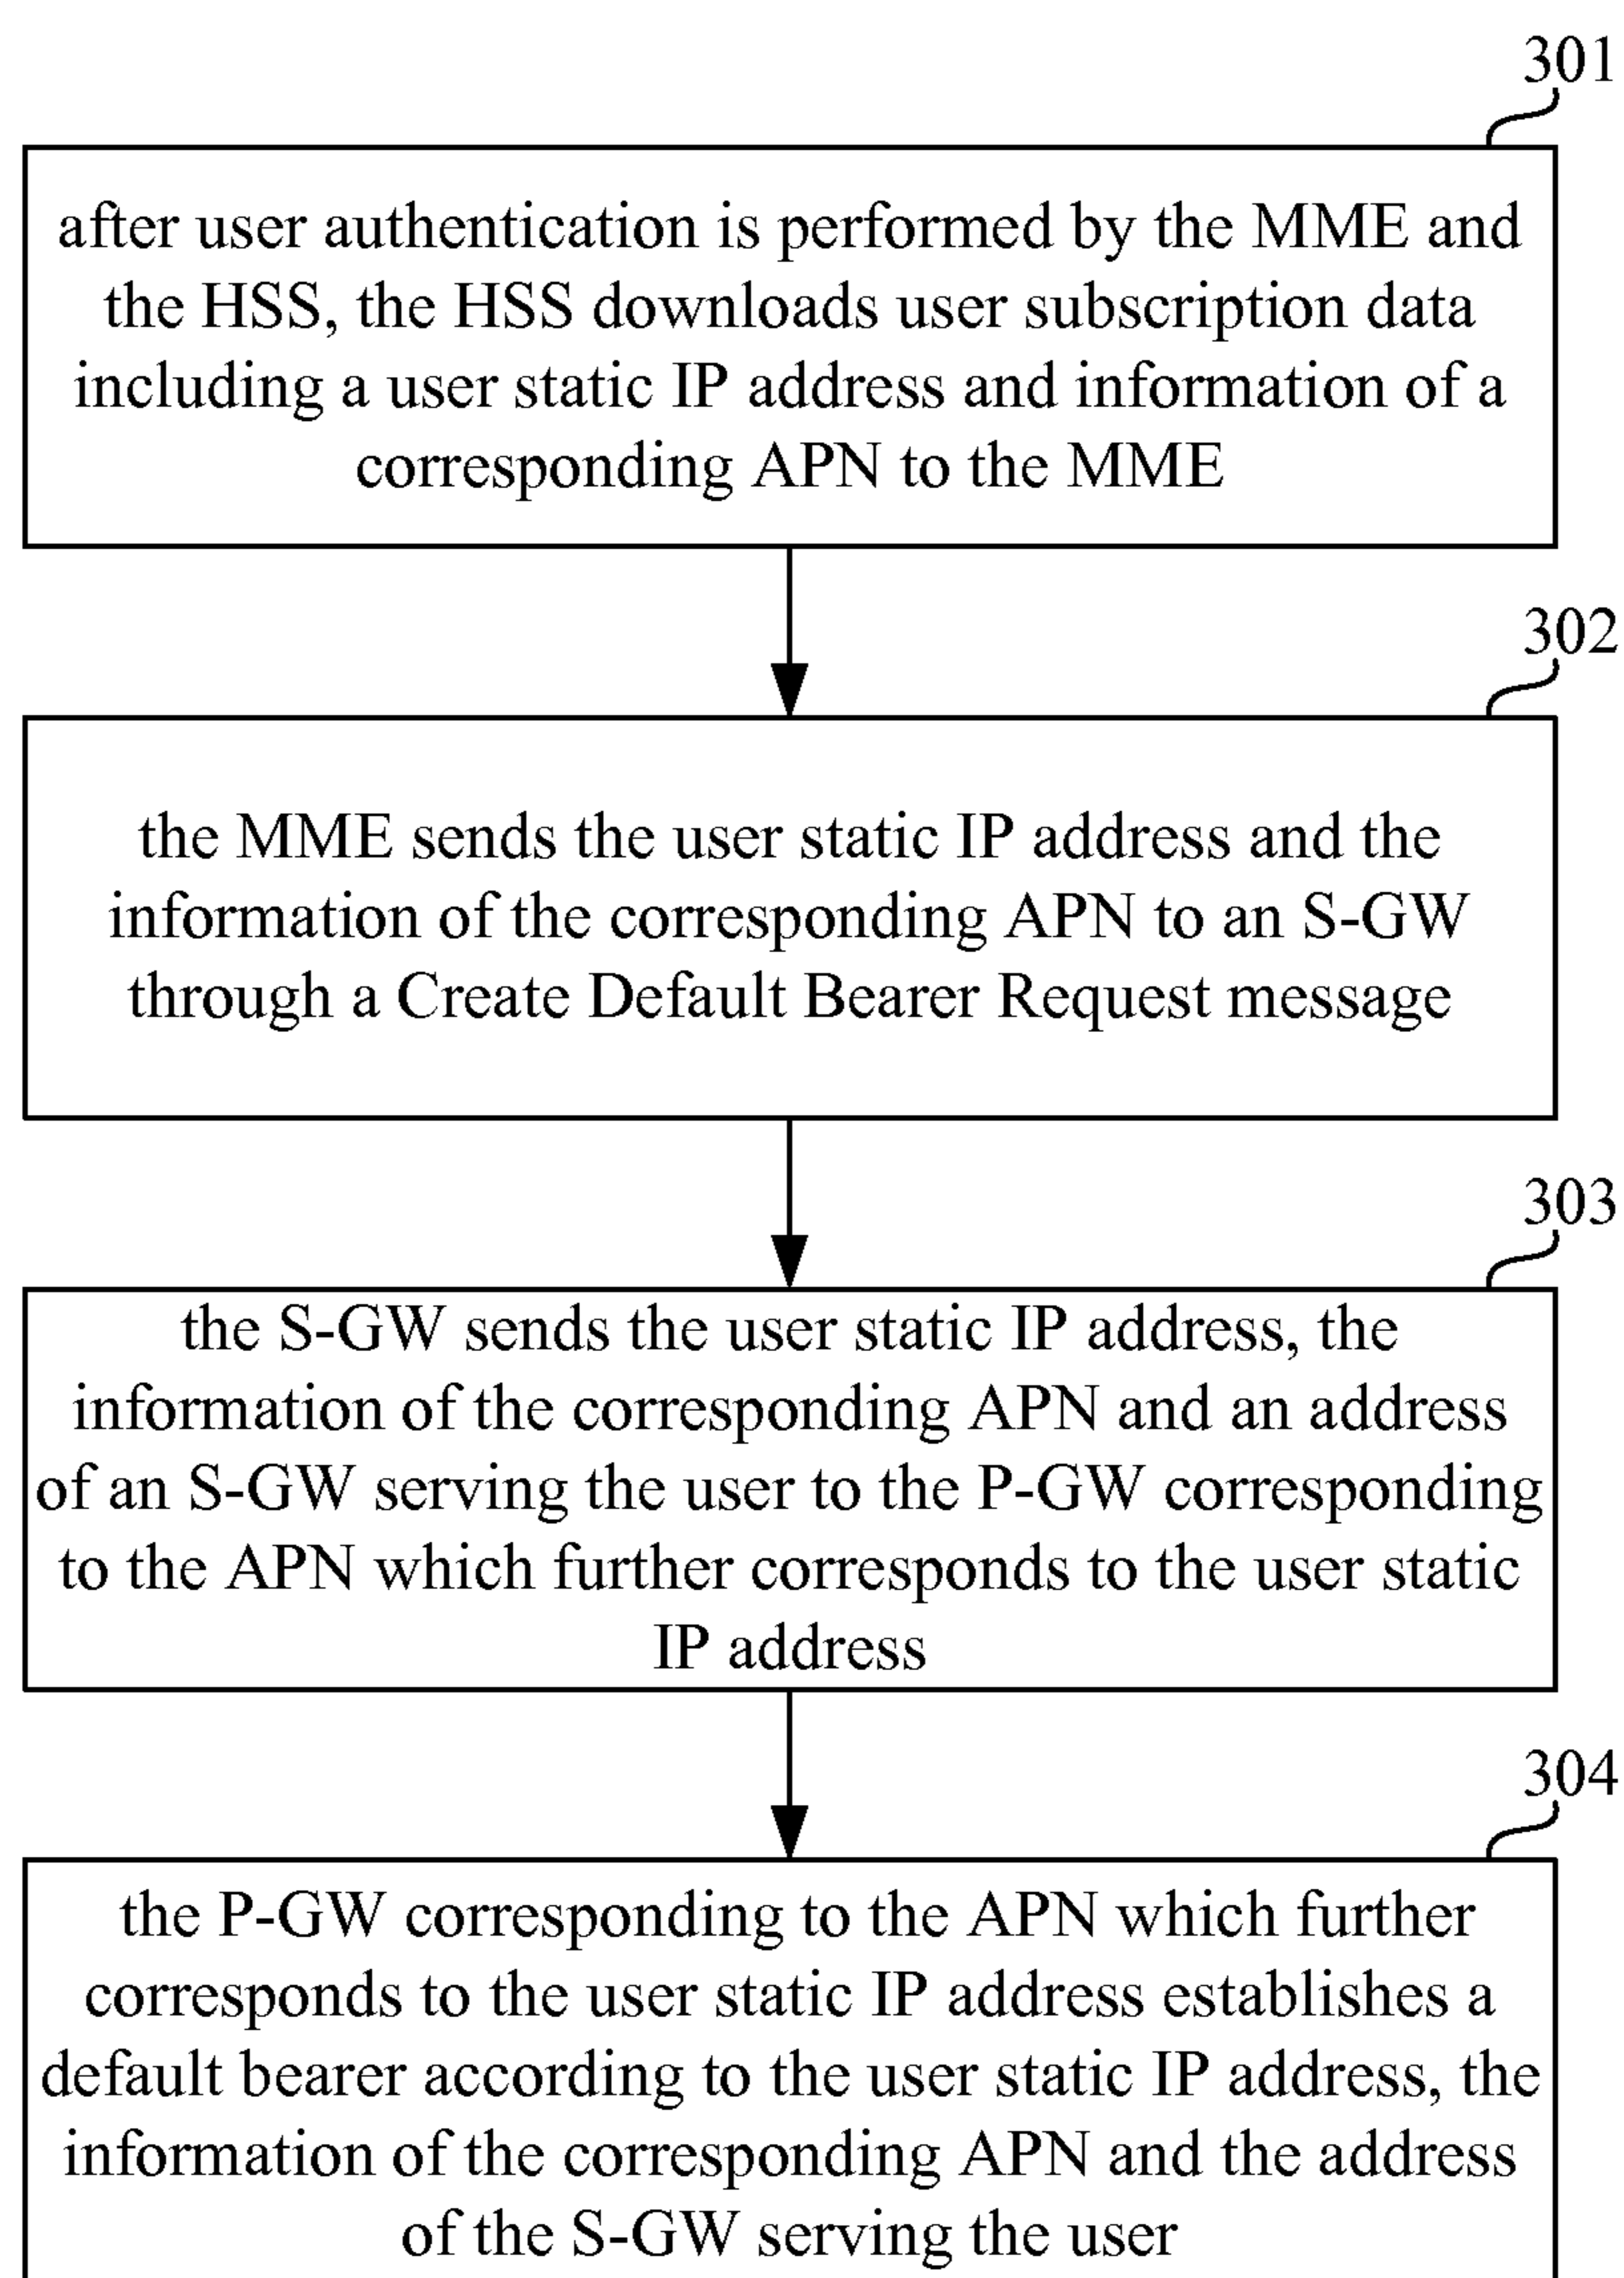 301
after user authentication is performed by the MME and
the HSS, the HSS downloads user subscription data
including a user static IP address and information of a
corresponding APN to the MME
302
the MME sends the user static IP address and the
information of the corresponding APN to an S-GW
through a Create Default Bearer Request message
303
the S-GW sends the user static IP address, the
information of the corresponding APN and an address
of an S-GW serving the user to the P-GW corresponding
to the APN which further corresponds to the user static
IP address
304
the P-GW corresponding to the APN which further
corresponds to the user static IP address establishes a
default bearer according to the user static IP address, the
information of the corresponding APN and the address
of the S-GW serving the user